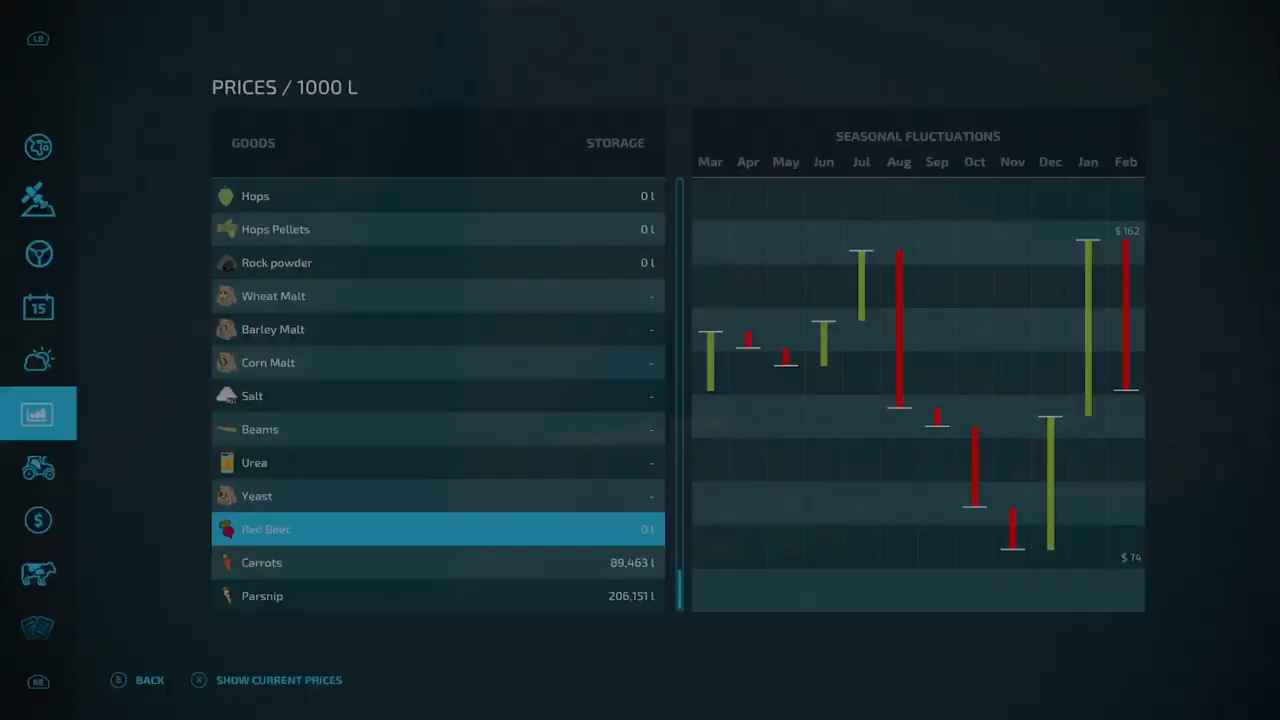 LB
PRICES / 1000 L
GOODS STORAGE
SEASONAL FLUCTUATIONS
Mar Apr May Jun Jul Aug Sep Oct Nov Dec Jan Feb
Hops 0 l
Hops Pellets 0 l
$ 162
Rock powder 0 l
Wheat Malt -
15
Barley Malt -
Corn Malt -
Salt -
Beams -
Urea -
Yeast -
Red Beet 0 l
$
$ 74
Carrots 89,463 l
Parsnip 206,151 l
RB
B BACK X SHOW CURRENT PRICES